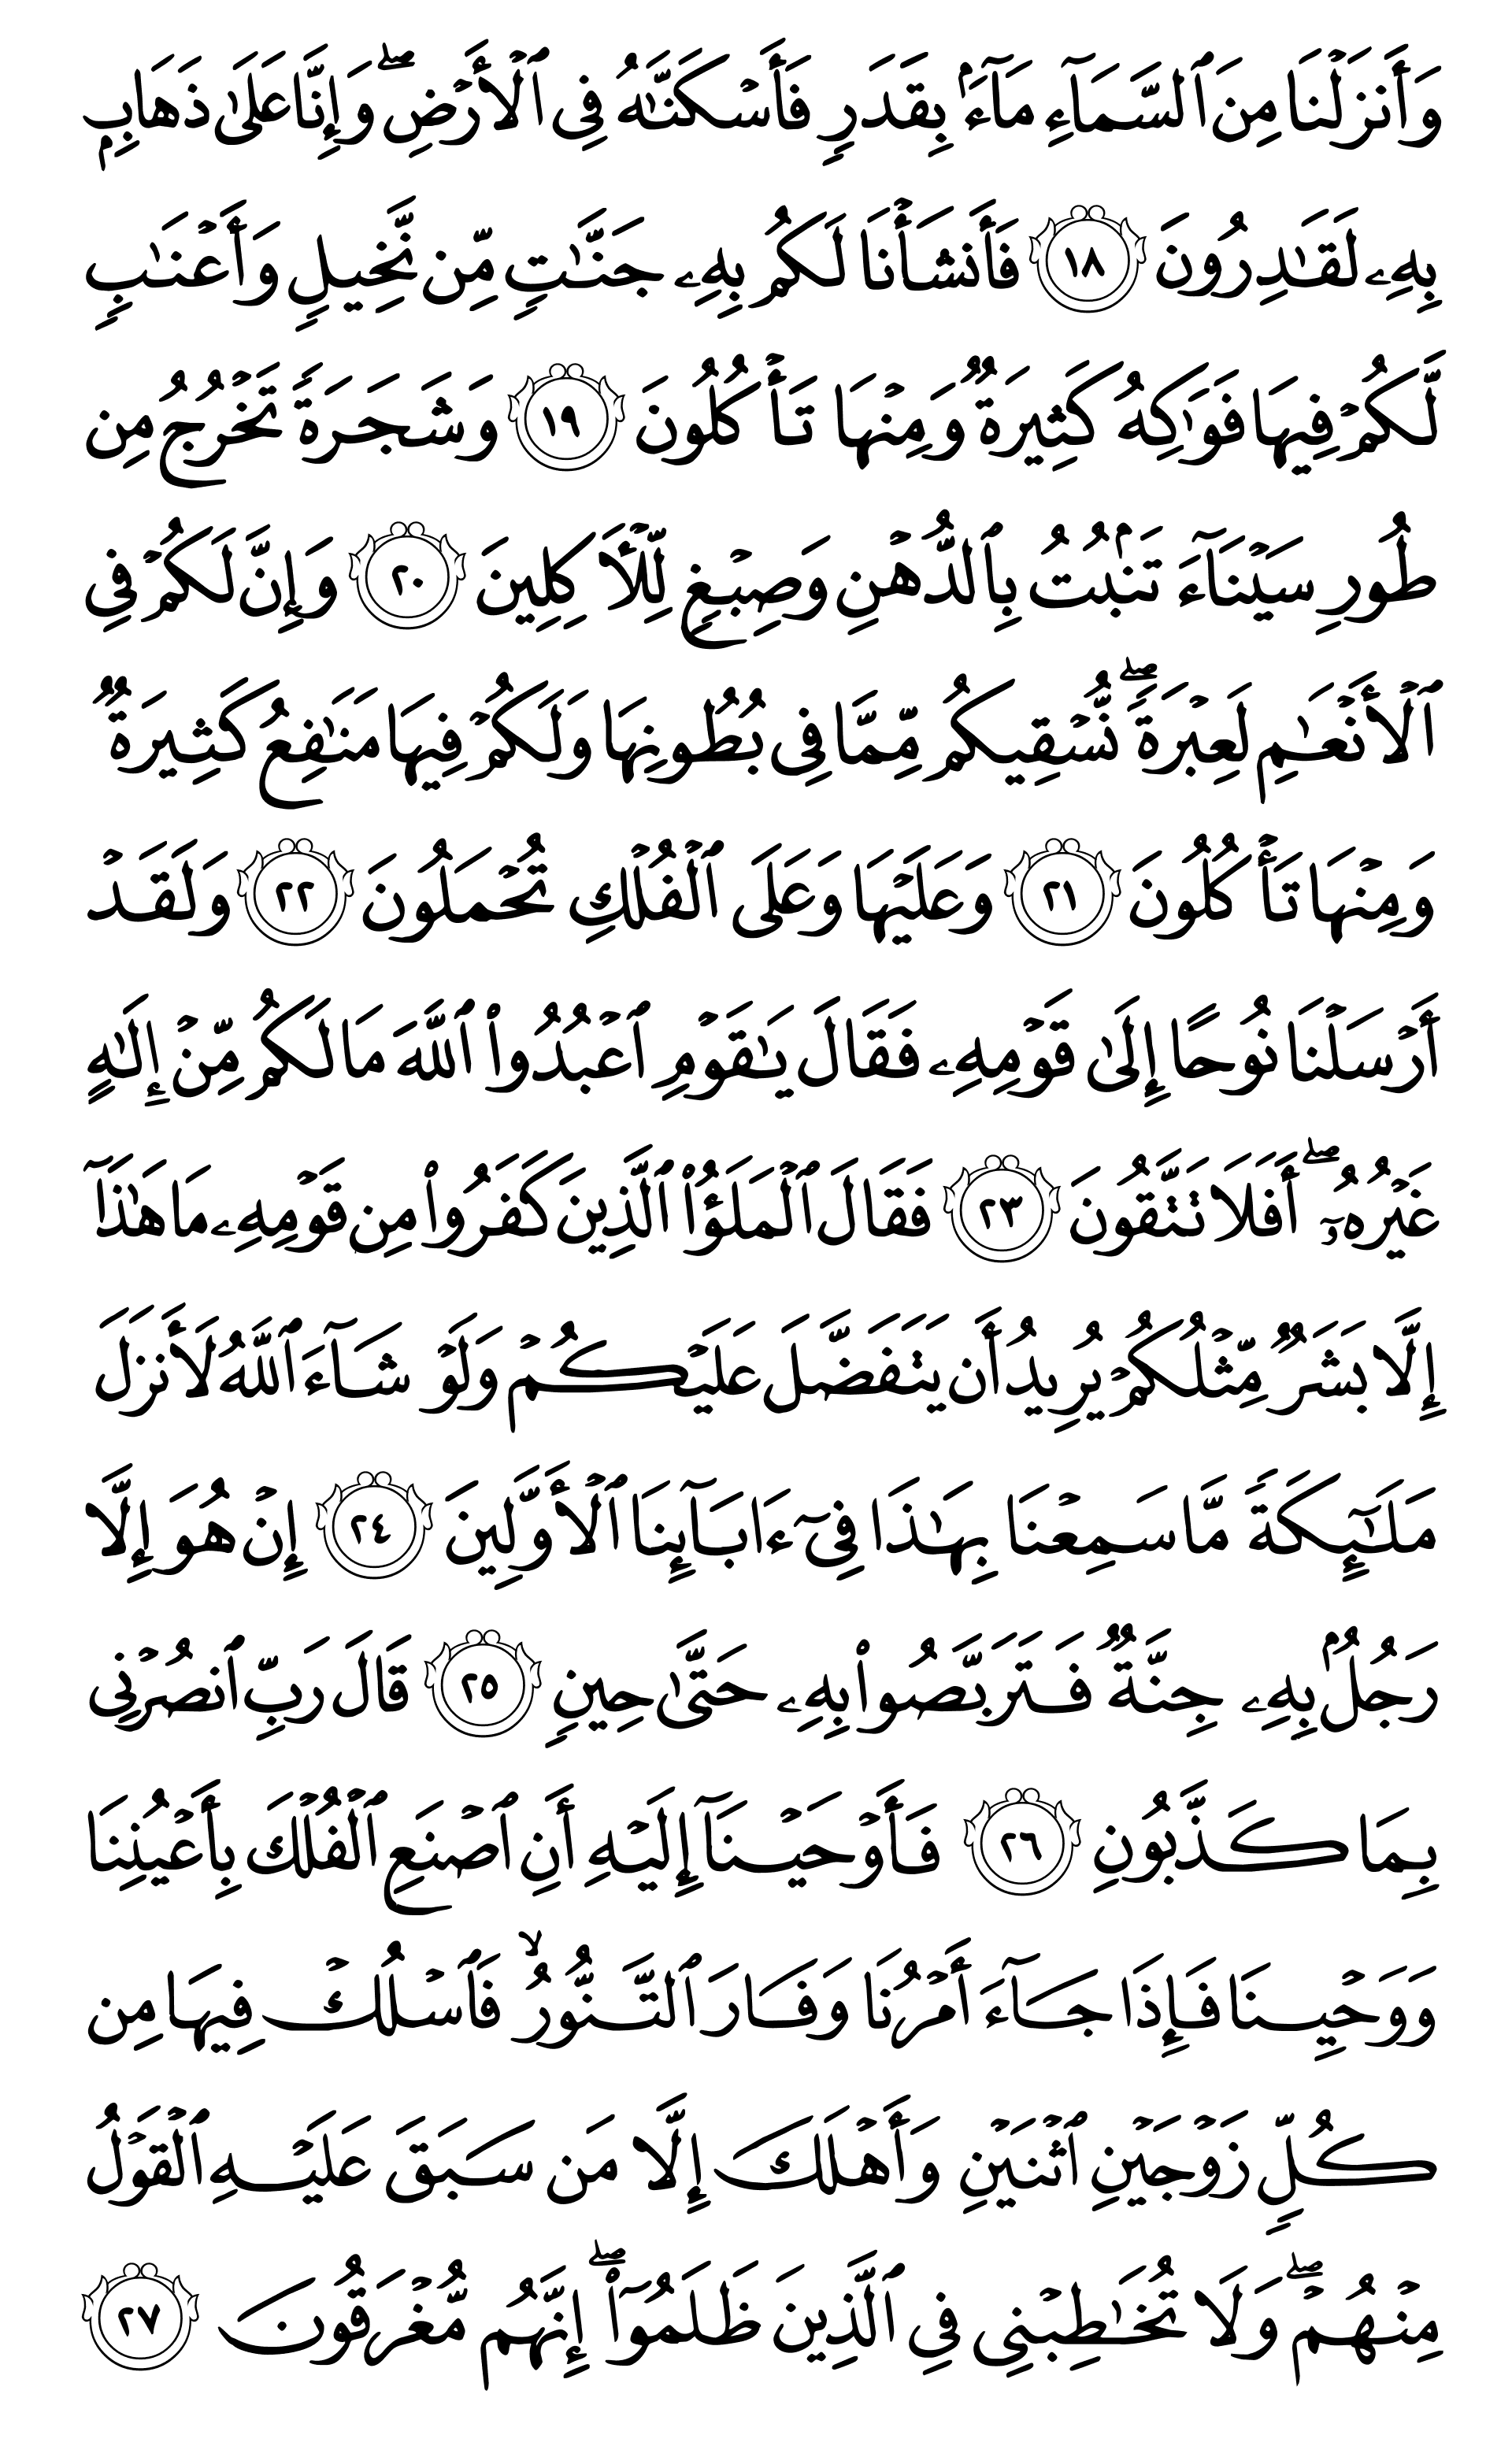 وَأَنزَلْنَا مِنَ ٱلسَّمَآءِ مَآءًۢ بِقَدَرٍ فَأَسْكَنَّٰهُ فِى ٱلْأَرْضِ ۖ وَإِنَّا عَلَىٰ ذَهَابٍۭ
بِهِۦ لَقَٰدِرُونَ ١٨ فَأَنشَأْنَا لَكُم بِهِۦ جَنَّٰتٍ مِّن نَّخِيلٍ وَأَعْنَٰبٍ
لَّكُمْ فِيهَا فَوَٰكِهُ كَثِيرَةٌ وَمِنْهَا تَأْكُلُونَ ١٩ وَشَجَرَةً تَخْرُجُ مِن
طُورِ سَيْنَآءَ تَنۢبُتُ بِٱلدُّهْنِ وَصِبْغٍ لِّلْـَٔاكِلِينَ ٢٠ وَإِنَّ لَكُمْ فِى
ٱلْأَنْعَٰمِ لَعِبْرَةً ۖ نُّسْقِيكُم مِّمَّا فِى بُطُونِهَا وَلَكُمْ فِيهَا مَنَٰفِعُ كَثِيرَةٌ
وَمِنْهَا تَأْكُلُونَ ٢١ وَعَلَيْهَا وَعَلَى ٱلْفُلْكِ تُحْمَلُونَ ٢٢ وَلَقَدْ
أَرْسَلْنَا نُوحًا إِلَىٰ قَوْمِهِۦ فَقَالَ يَٰقَوْمِ ٱعْبُدُوا۟ ٱللَّهَ مَا لَكُم مِّنْ إِلَٰهٍ
غَيْرُهُۥٓ ۖ أَفَلَا تَتَّقُونَ ٢٣ فَقَالَ ٱلْمَلَؤُا۟ ٱلَّذِينَ كَفَرُوا۟ مِن قَوْمِهِۦ مَا هَٰذَآ
إِلَّا بَشَرٌ مِّثْلُكُمْ يُرِيدُ أَن يَتَفَضَّلَ عَلَيْكُمْ وَلَوْ شَآءَ ٱللَّهُ لَأَنزَلَ
مَلَٰٓئِكَةً مَّا سَمِعْنَا بِهَٰذَا فِىٓ ءَابَآئِنَا ٱلْأَوَّلِينَ ٢٤ إِنْ هُوَ إِلَّا
رَجُلٌۢ بِهِۦ جِنَّةٌ فَتَرَبَّصُوا۟ بِهِۦ حَتَّىٰ حِينٍ ٢٥ قَالَ رَبِّ ٱنصُرْنِى
بِمَا كَذَّبُونِ ٢٦ فَأَوْحَيْنَآ إِلَيْهِ أَنِ ٱصْنَعِ ٱلْفُلْكَ بِأَعْيُنِنَا
وَوَحْيِنَا فَإِذَا جَآءَ أَمْرُنَا وَفَارَ ٱلتَّنُّورُ ۙ فَٱسْلُكْ فِيهَا مِن
كُلٍّ زَوْجَيْنِ ٱثْنَيْنِ وَأَهْلَكَ إِلَّا مَن سَبَقَ عَلَيْهِ ٱلْقَوْلُ
مِنْهُمْ ۖ وَلَا تُخَٰطِبْنِى فِى ٱلَّذِينَ ظَلَمُوٓا۟ ۖ إِنَّهُم مُّغْرَقُونَ ٢٧